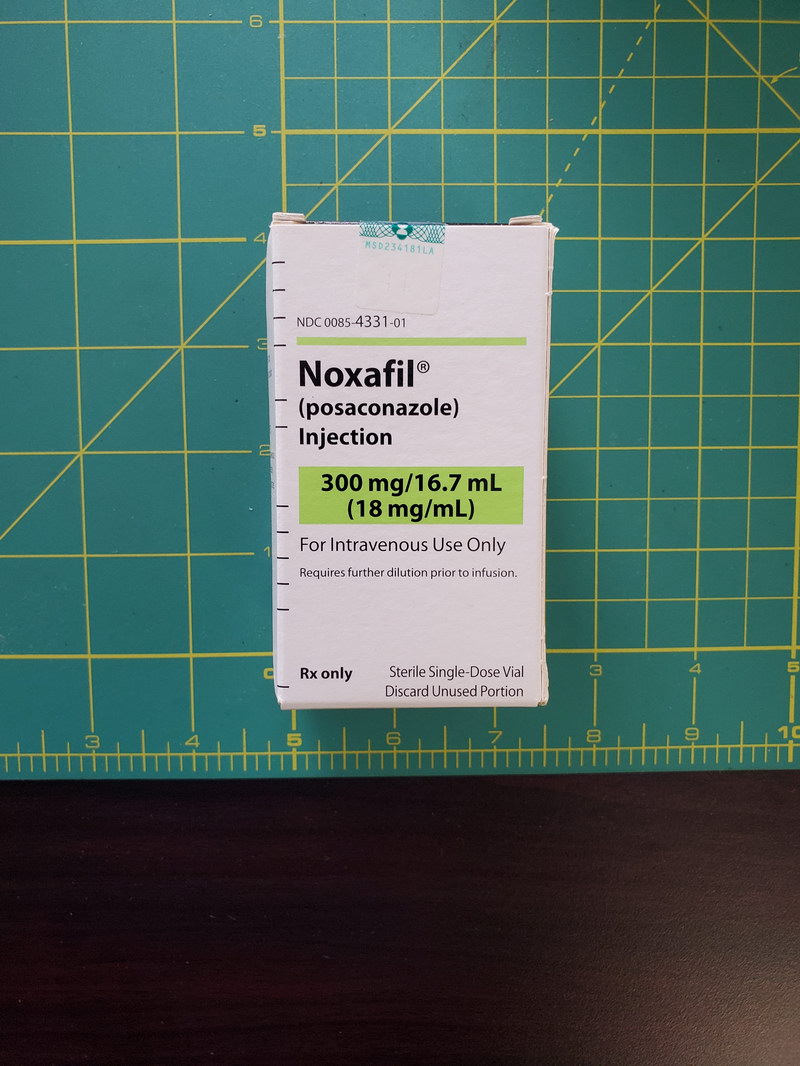 6
5
4
MSD234181LA
NDC 0085-4331-01
3
Noxafil®
(posaconazole)
Injection
2
300 mg/16.7 mL
(18 mg/mL)
For Intravenous Use Only
1
Requires further dilution prior to infusion.
Rx only
Sterile Single-Dose Vial
Discard Unused Portion
0
3 4 5
3 4 5 6 7 8 9 10